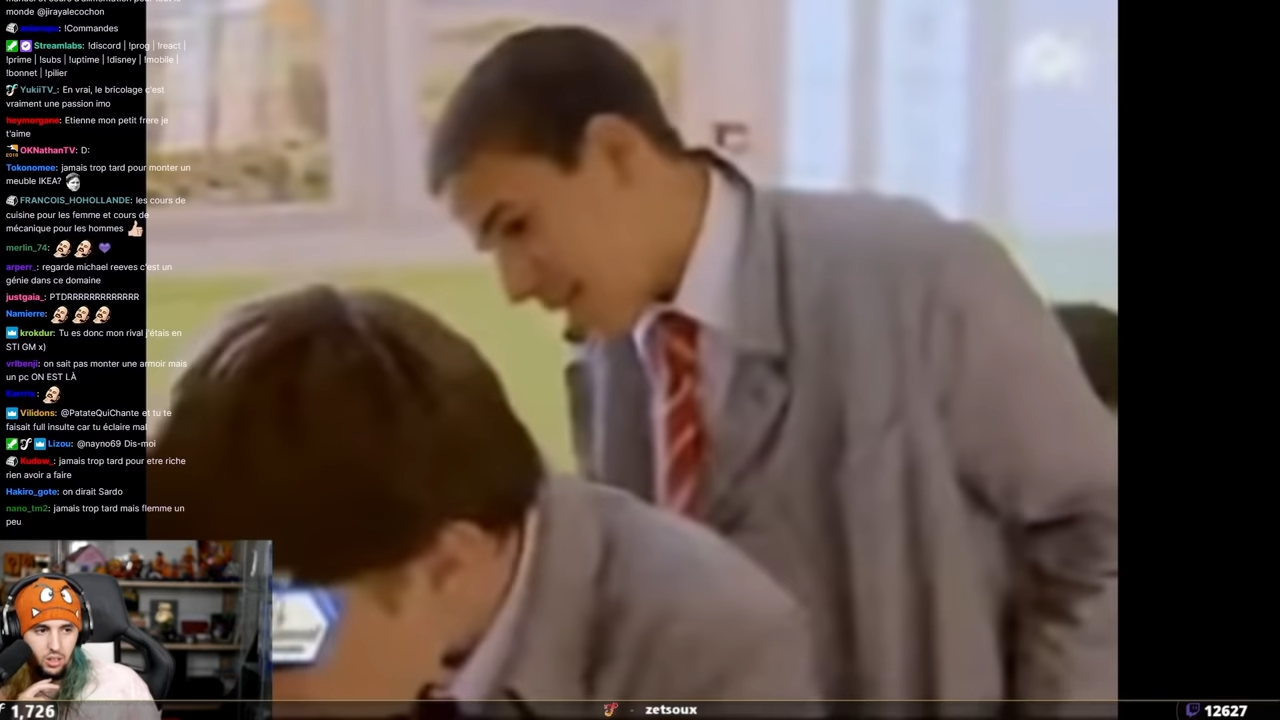 monde @jirayalecochon
: !Commandes
Streamlabs: !discord | !prog | !react |
!prime | !subs | !uptime | !disney | !mobile |
!bonnet | !pilier
YukiiTV_: En vrai, le bricolage c'est
vraiment une passion imo
heymorgane: Etienne mon petit frere je
t'aime
OKNathanTV: D:
Tokonomee: jamais trop tard pour monter un
meuble IKEA?
FRANCOIS_HOHOLLANDE: les cours de
cuisine pour les femme et cours de
mécanique pour les hommes
merlin_74:
arperr_: regarde michael reeves c'est un
génie dans ce domaine
justgaia_: PTDRRRRRRRRRRRR
Namierre:
krokdur: Tu es donc mon rival j'étais en
STI GM x)
vrlbenji: on sait pas monter une armoir mais
un pc ON EST LÀ
Vilidons: @PatateQuiChante et tu te
faisait full insulte car tu éclaire mal
Lizou: @nayno69 Dis-moi
Kudow_: jamais trop tard pour etre riche
rien avoir a faire
Hakiro_gote: on dirait Sardo
nano_tm2: jamais trop tard mais flemme un
peu
1,726
- zetsoux
12627